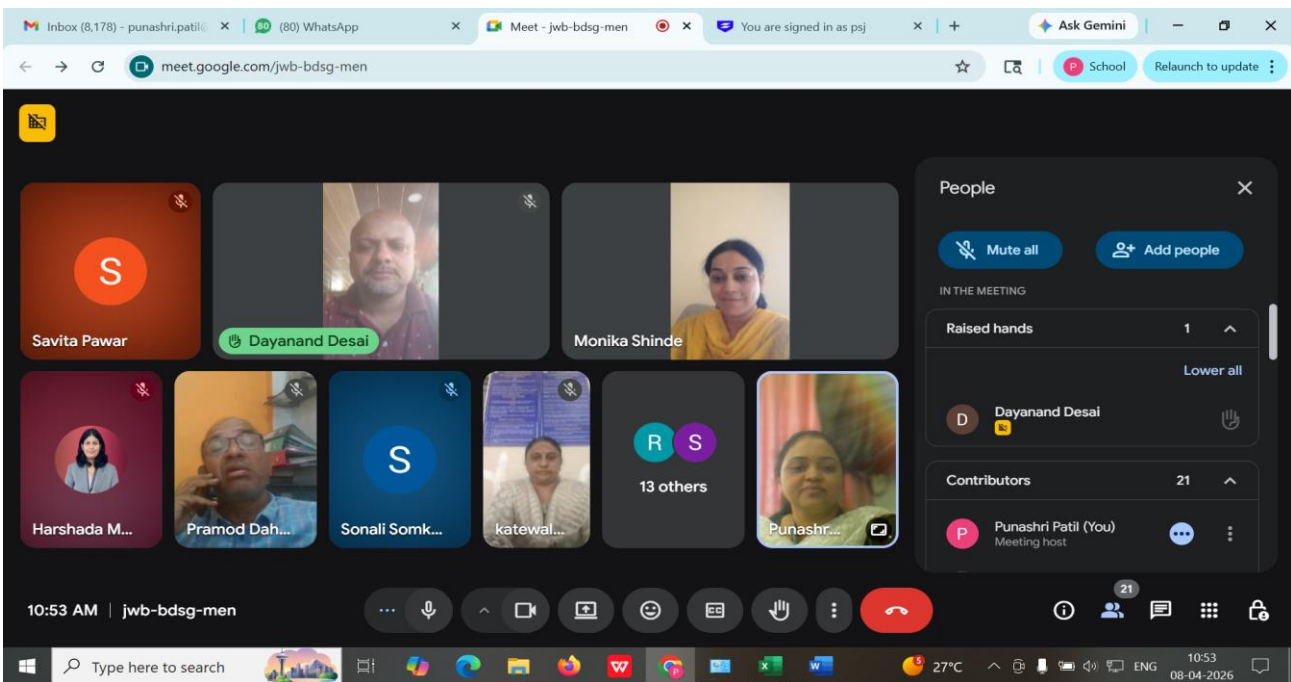 Inbox (8,178) - punashri.patil@
(80) WhatsApp
Meet - jwb-bdsg-men
You are signed in as psj
Ask Gemini
meet.google.com/jwb-bdsg-men
P School
Relaunch to update
S
Savita Pawar
Dayanand Desai
Monika Shinde
Harshada M...
Pramod Dah...
S
Sonali Somk...
katewal...
R S
13 others
Punashr...
People
Mute all
Add people
IN THE MEETING
Raised hands 1
Lower all
D Dayanand Desai
Contributors 21
P Punashri Patil (You)
Meeting host
10:53 AM | jwb-bdsg-men
CC
21
Type here to search
W
27°C
ENG
10:53
08-04-2026